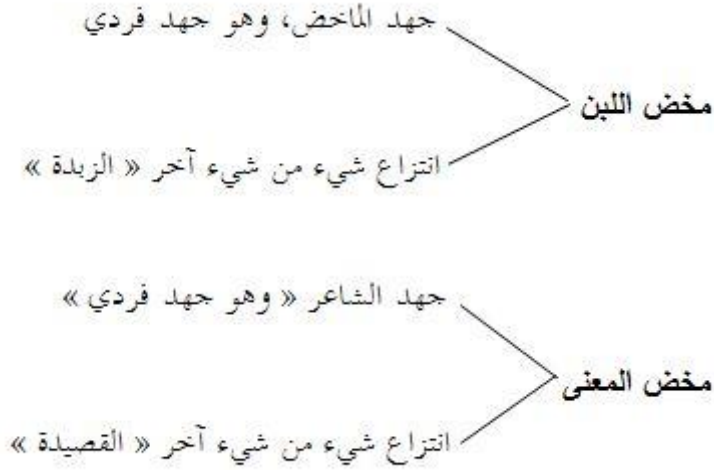 جهد الماخض، وهو جهد فردي
مخض اللبن
انتزاع شيء من شيء آخر « الزبدة »
جهد الشاعر « وهو جهد فردي »
مخض المعنى
انتزاع شيء من شيء آخر « القصيدة »